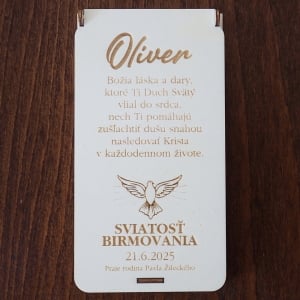 Oliver
Božia láska a dary,
ktoré Ti Duch Svätý
vlial do srdca,
nech Ti pomáhajú
zušľachtiť dušu snahou
nasledovať Krista
v každodennom živote.
SVIATOSŤ
BIRMOVANIA
21.6.2025
Praje rodina Pavla Žileckého